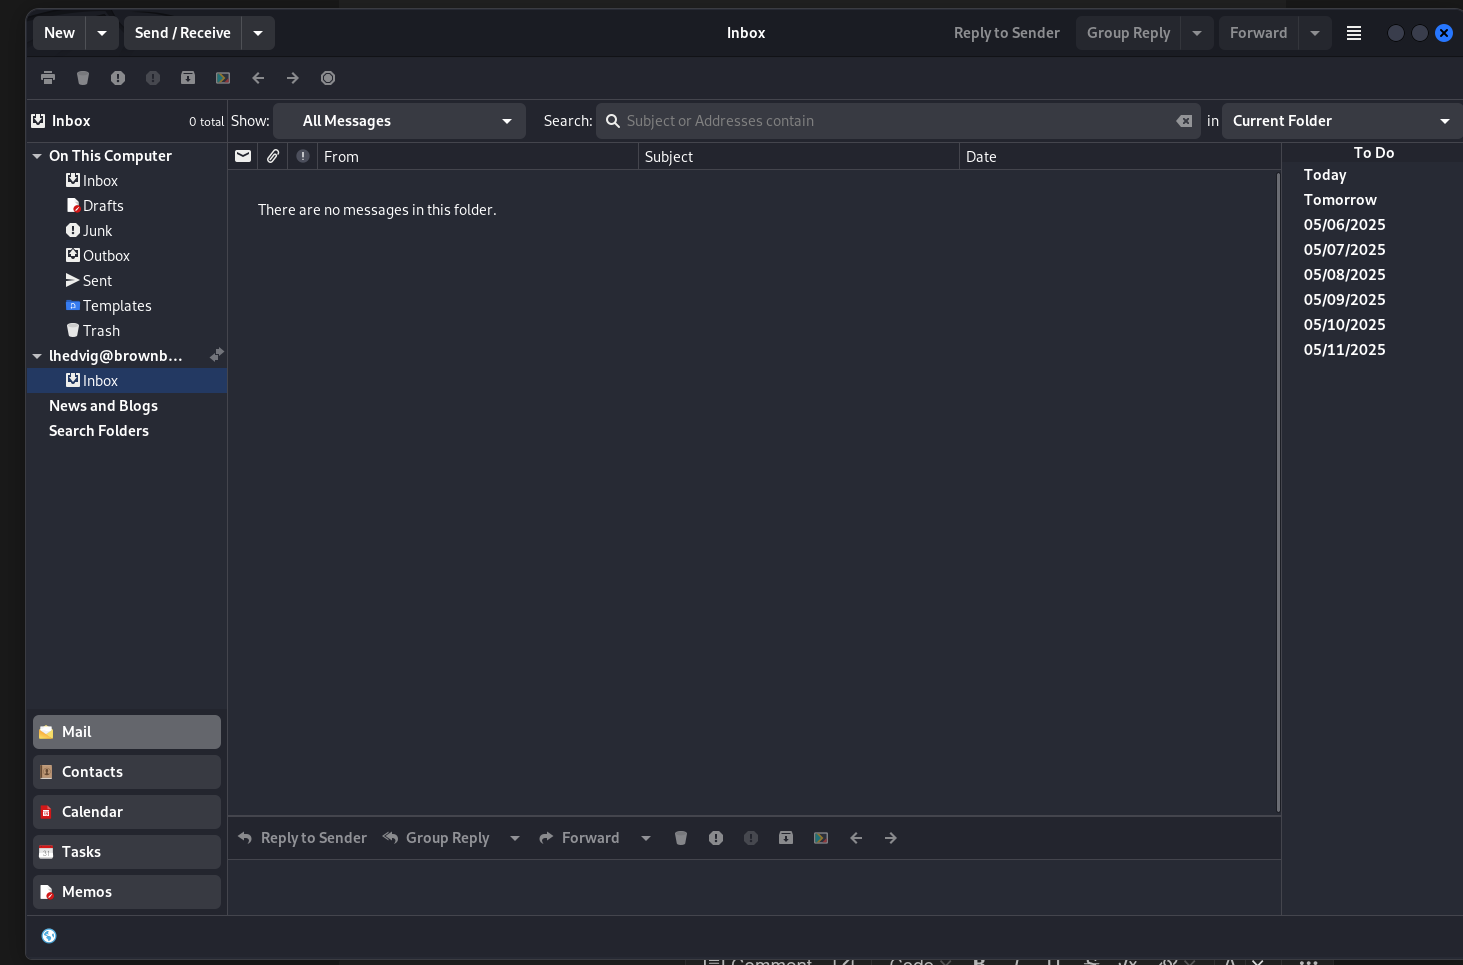 New Send / Receive Inbox Reply to Sender Group Reply Forward
Inbox 0 total Show: All Messages Search: Subject or Addresses contain in Current Folder
On This Computer
Inbox
Drafts
Junk
Outbox
Sent
Templates
Trash
lhedvig@brownb...
Inbox
News and Blogs
Search Folders
From Subject Date
There are no messages in this folder.
To Do
Today
Tomorrow
05/06/2025
05/07/2025
05/08/2025
05/09/2025
05/10/2025
05/11/2025
Mail
Contacts
Calendar
Tasks
Memos
Reply to Sender Group Reply Forward
Comment Code